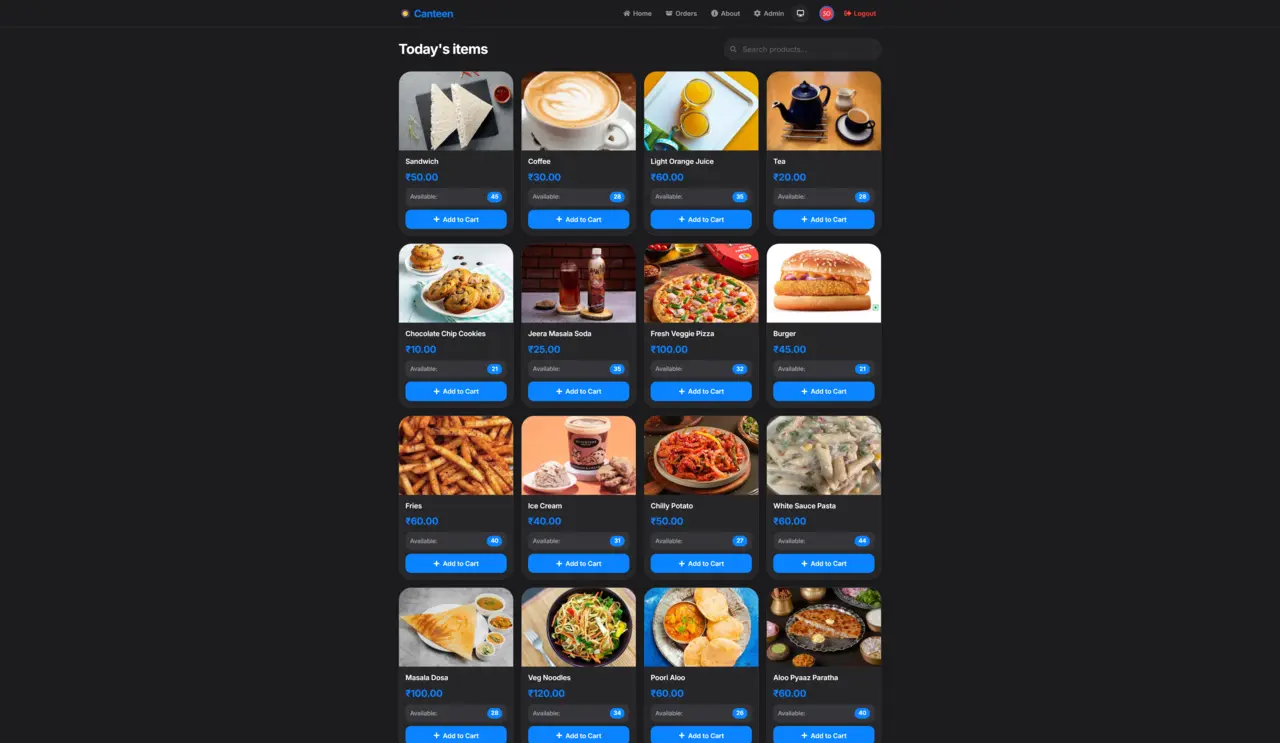 Canteen
Home Orders About Admin SO Logout
Today's items
Search products...
Sandwich Coffee Light Orange Juice Tea
₹50.00 ₹30.00 ₹60.00 ₹20.00
Available: 45 Available: 28 Available: 35 Available: 28
+ Add to Cart + Add to Cart + Add to Cart + Add to Cart
Chocolate Chip Cookies Jeera Masala Soda Fresh Veggie Pizza Burger
₹10.00 ₹25.00 ₹100.00 ₹45.00
Available: 21 Available: 35 Available: 32 Available: 21
+ Add to Cart + Add to Cart + Add to Cart + Add to Cart
Fries Ice Cream Chilly Potato White Sauce Pasta
₹60.00 ₹40.00 ₹50.00 ₹60.00
Available: 40 Available: 31 Available: 27 Available: 44
+ Add to Cart + Add to Cart + Add to Cart + Add to Cart
Masala Dosa Veg Noodles Poori Aloo Aloo Pyaaz Paratha
₹100.00 ₹120.00 ₹60.00 ₹60.00
Available: 28 Available: 34 Available: 26 Available: 40
+ Add to Cart + Add to Cart + Add to Cart + Add to Cart